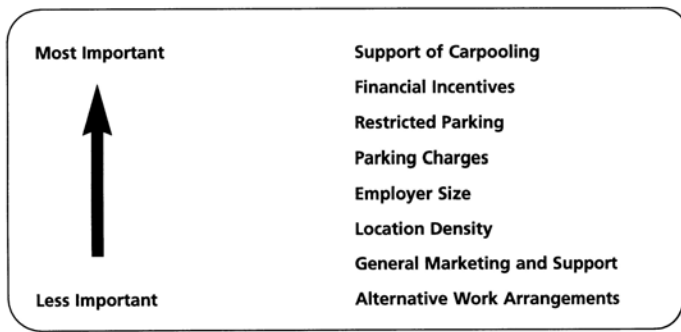 Most Important
Support of Carpooling
Financial Incentives
Restricted Parking
Parking Charges
Employer Size
Location Density
General Marketing and Support
Less Important
Alternative Work Arrangements